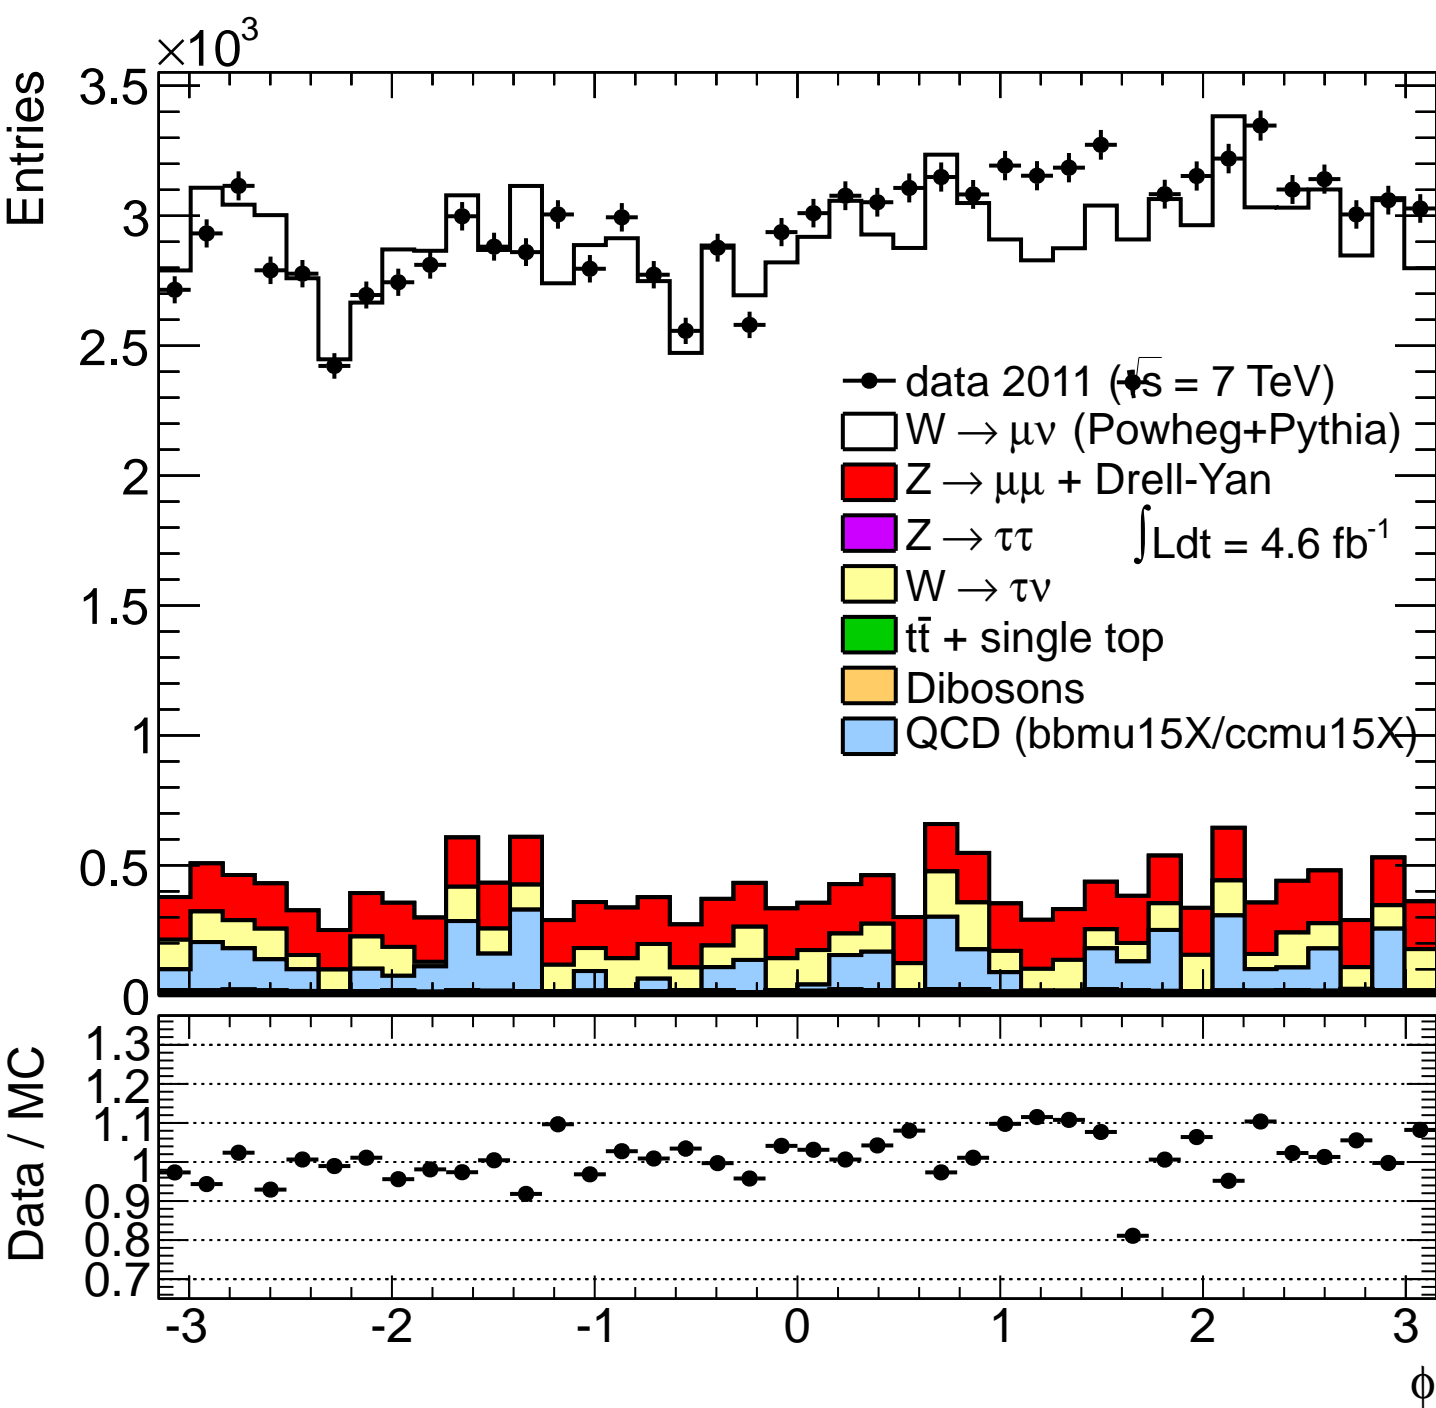 ×10³
Entries
3.5
3
2.5
2
1.5
1
0.5
0
data 2011 (√s = 7 TeV)
W → μν (Powheg+Pythia)
Z → μμ + Drell-Yan
Z → ττ
∫Ldt = 4.6 fb⁻¹
W → τν
tt̄ + single top
Dibosons
QCD (bbmu15X/ccmu15X)
Data / MC
1.3
1.2
1.1
1
0.9
0.8
0.7
-3 -2 -1 0 1 2 3
ϕ